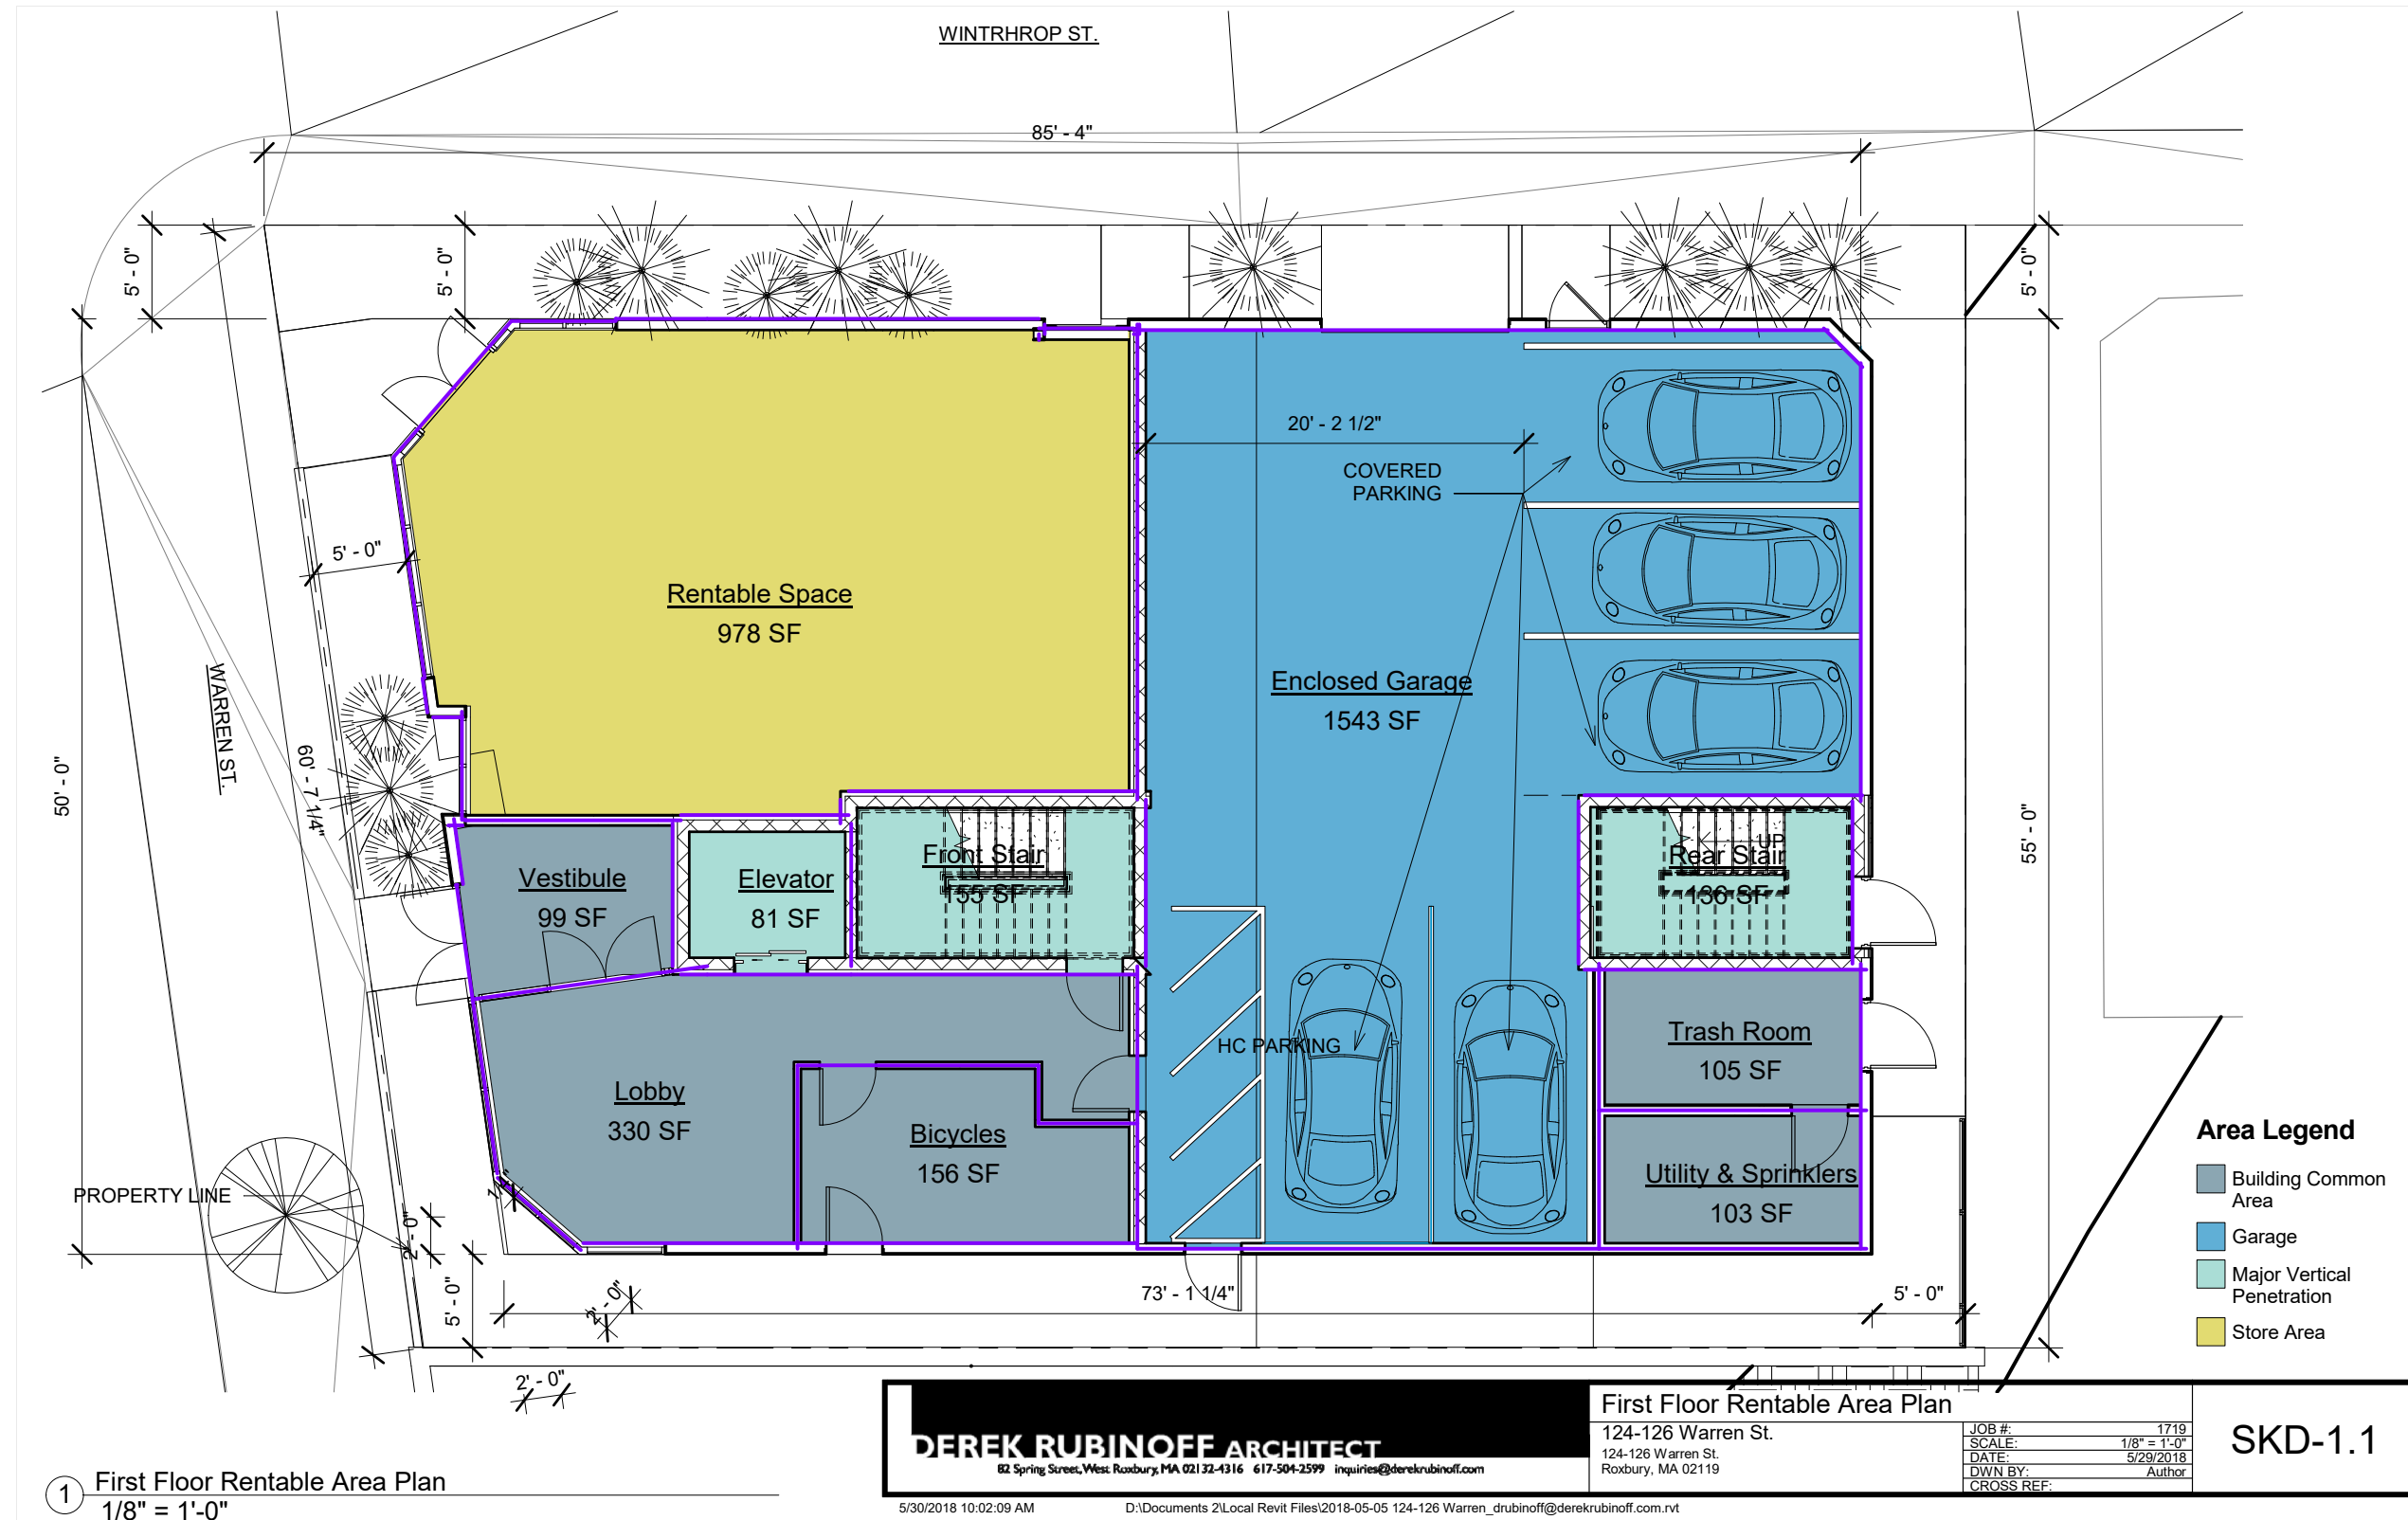 WINTRHROP ST.
85' - 4"
5' - 0"
5' - 0"
5' - 0"
20' - 2 1/2"
COVERED
PARKING
5' - 0"
Rentable Space
978 SF
WARREN ST.
Enclosed Garage
1543 SF
50' - 0"
60' - 7 1/4"
55' - 0"
Vestibule
99 SF
Elevator
81 SF
Front Stair
155 SF
UP
Rear Stair
136 SF
HC PARKING
Trash Room
105 SF
Lobby
330 SF
Bicycles
156 SF
Utility & Sprinklers
103 SF
PROPERTY LINE
2' - 0"
5' - 0"
2' - 0"
73' - 1 1/4"
5' - 0"
2' - 0"
Area Legend
Building Common
Area
Garage
Major Vertical
Penetration
Store Area
1
First Floor Rentable Area Plan
1/8" = 1'-0"
DEREK RUBINOFF ARCHITECT
82 Spring Street, West Roxbury, MA 02132-4316 617-504-2599 inquiries@derekrubinoff.com
First Floor Rentable Area Plan
124-126 Warren St.
124-126 Warren St.
Roxbury, MA 02119
JOB #: 1719
SCALE: 1/8" = 1'-0"
DATE: 5/29/2018
DWN BY: Author
CROSS REF:
SKD-1.1
5/30/2018 10:02:09 AM
D:\Documents 2\Local Revit Files\2018-05-05 124-126 Warren_drubinoff@derekrubinoff.com.rvt